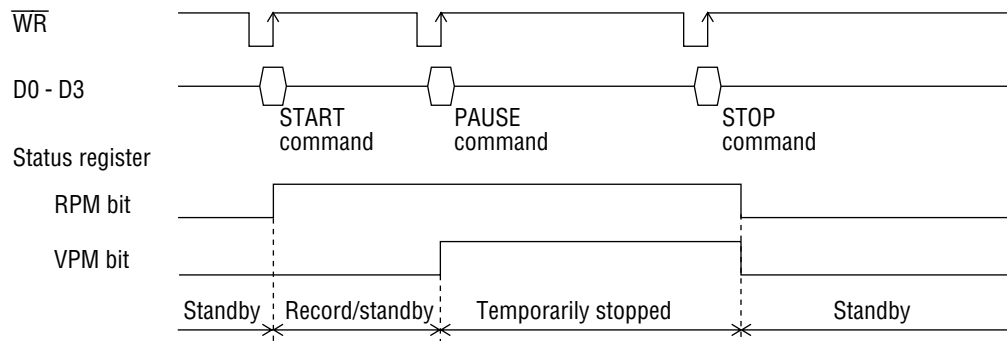 WR
D0 - D3
START
command
PAUSE
command
STOP
command
Status register
RPM bit
VPM bit
Standby
Record/standby
Temporarily stopped
Standby